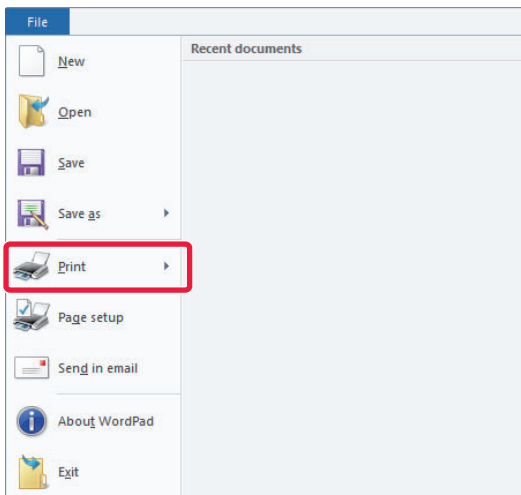 File
Recent documents
New
Open
Save
Save as
Print
Page setup
Send in email
About WordPad
Exit